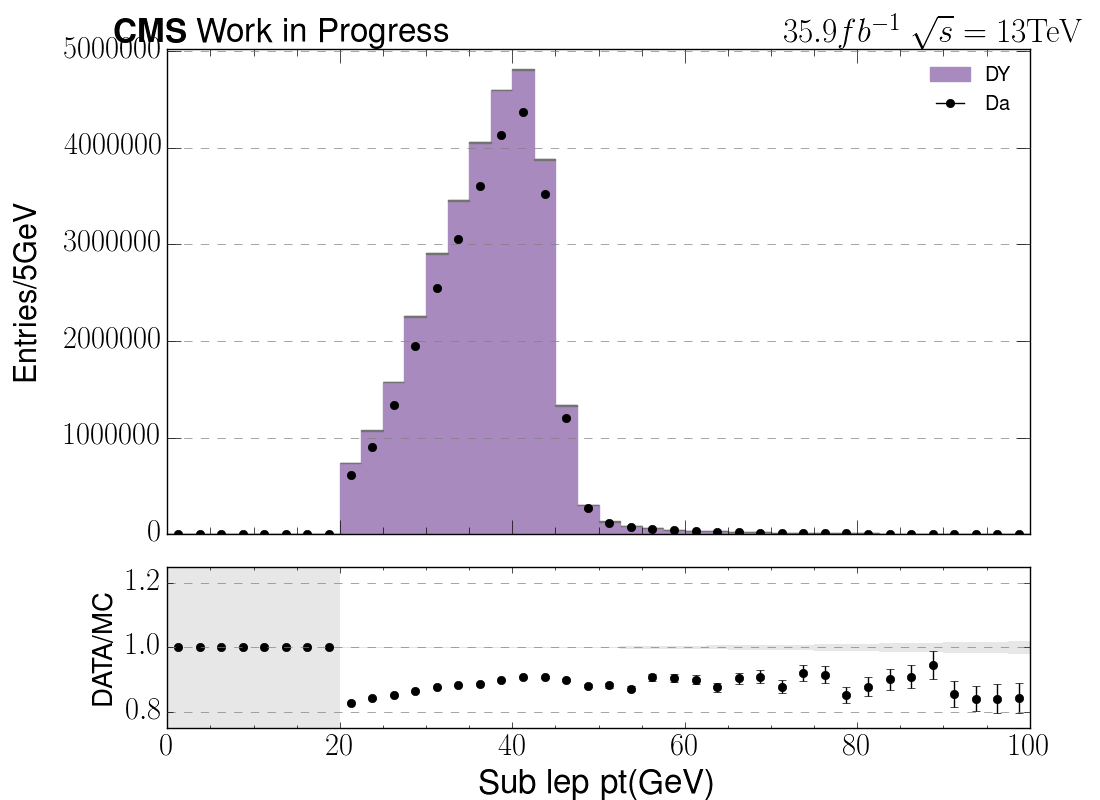 CMS Work in Progress
35.9fb⁻¹ √s = 13TeV
5000000
4000000
3000000
2000000
1000000
0
Entries/5GeV
DY
Da
1.2
1.0
0.8
DATA/MC
0 20 40 60 80 100
Sub lep pt(GeV)